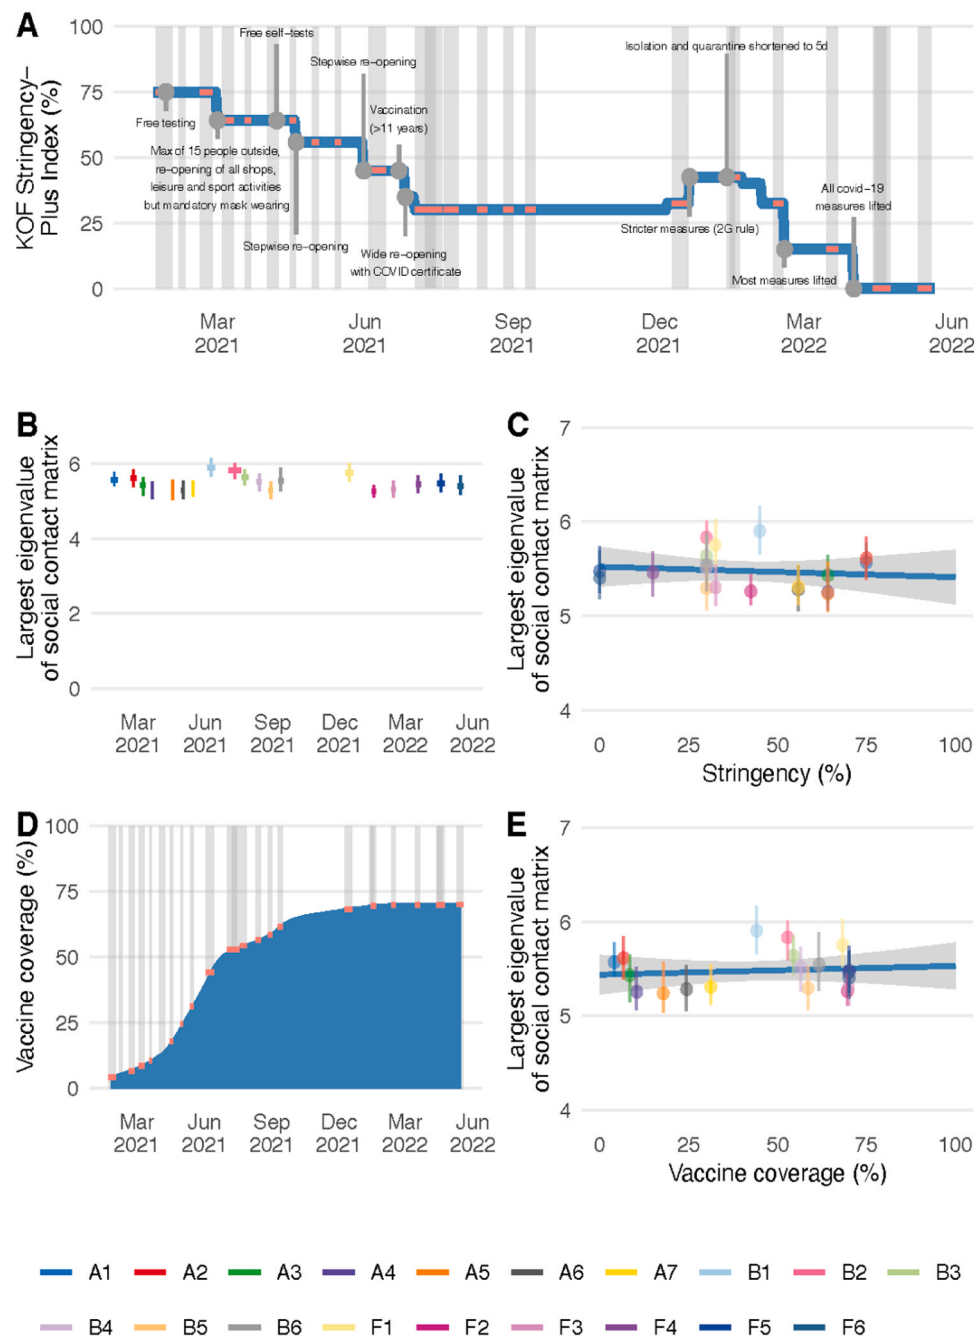 A
KOF Stringency–
Plus Index (%)
100
75
50
25
0
Free self–tests
Isolation and quarantine shortened to 5d
Stepwise re–opening
Vaccination
(>11 years)
Free testing
Max of 15 people outside,
re–opening of all shops,
leisure and sport activities
but mandatory mask wearing
Stepwise re–opening
Wide re–opening
with COVID certificate
Stricter measures (2G rule)
All covid–19
measures lifted
Most measures lifted
Mar
2021
Jun
2021
Sep
2021
Dec
2021
Mar
2022
Jun
2022
B
Largest eigenvalue
of social contact matrix
6
4
2
0
Mar
2021
Jun
2021
Sep
2021
Dec
2021
Mar
2022
Jun
2022
C
Largest eigenvalue
of social contact matrix
7
6
5
4
0 25 50 75 100
Stringency (%)
D
Vaccine coverage (%)
100
75
50
25
0
Mar
2021
Jun
2021
Sep
2021
Dec
2021
Mar
2022
Jun
2022
E
Largest eigenvalue
of social contact matrix
7
6
5
4
0 25 50 75 100
Vaccine coverage (%)
A1 A2 A3 A4 A5 A6 A7 B1 B2 B3
B4 B5 B6 F1 F2 F3 F4 F5 F6